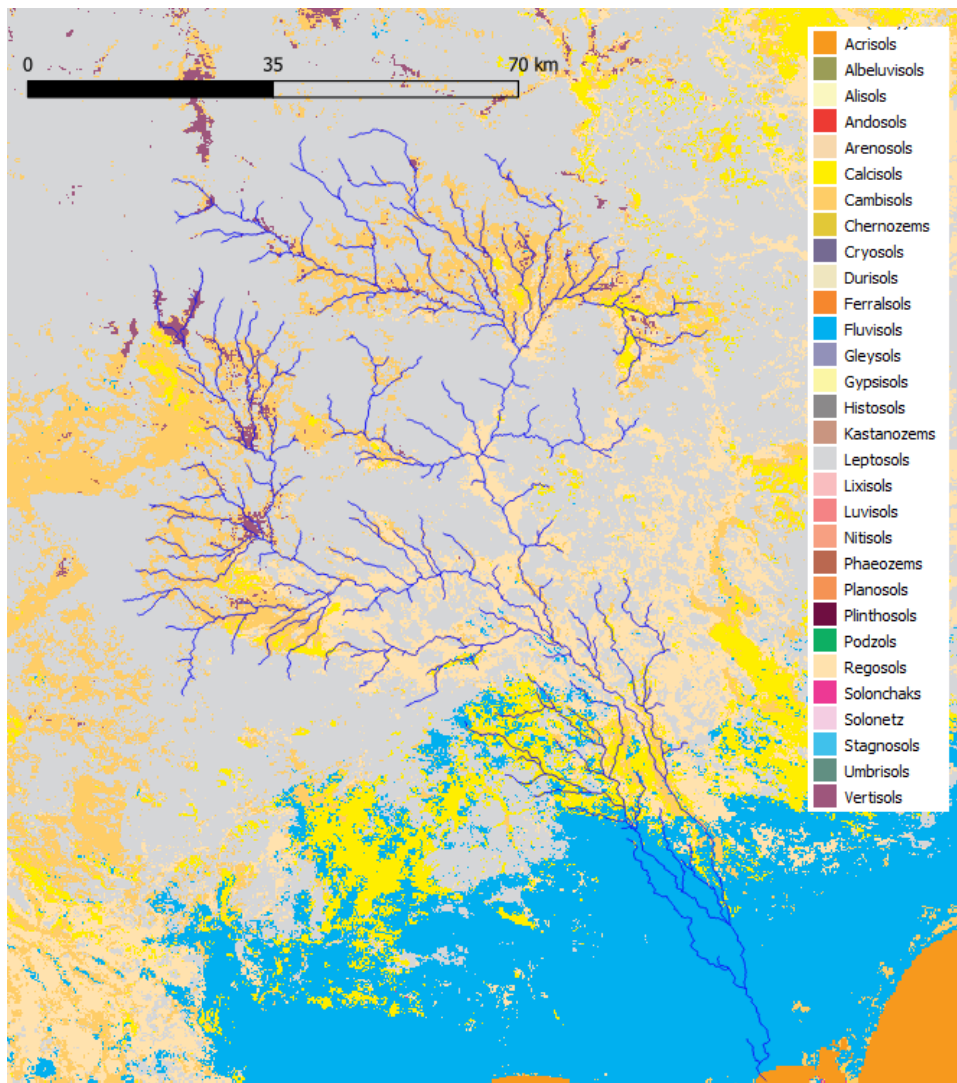 0 35 70 km
Acrisols
Albeluvisols
Alisols
Andosols
Arenosols
Calcisols
Cambisols
Chernozems
Cryosols
Durisols
Ferralsols
Fluvisols
Gleysols
Gypsisols
Histosols
Kastanozems
Leptosols
Lixisols
Luvisols
Nitisols
Phaeozems
Planosols
Plinthosols
Podzols
Regosols
Solonchaks
Solonetz
Stagnosols
Umbrisols
Vertisols